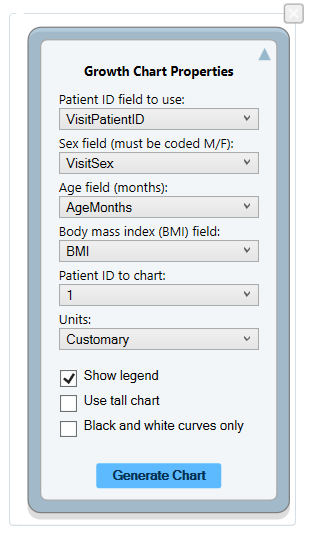 Growth Chart Properties
Patient ID field to use:
VisitPatientID
Sex field (must be coded M/F):
VisitSex
Age field (months):
AgeMonths
Body mass index (BMI) field:
BMI
Patient ID to chart:
1
Units:
Customary
Show legend
Use tall chart
Black and white curves only
Generate Chart